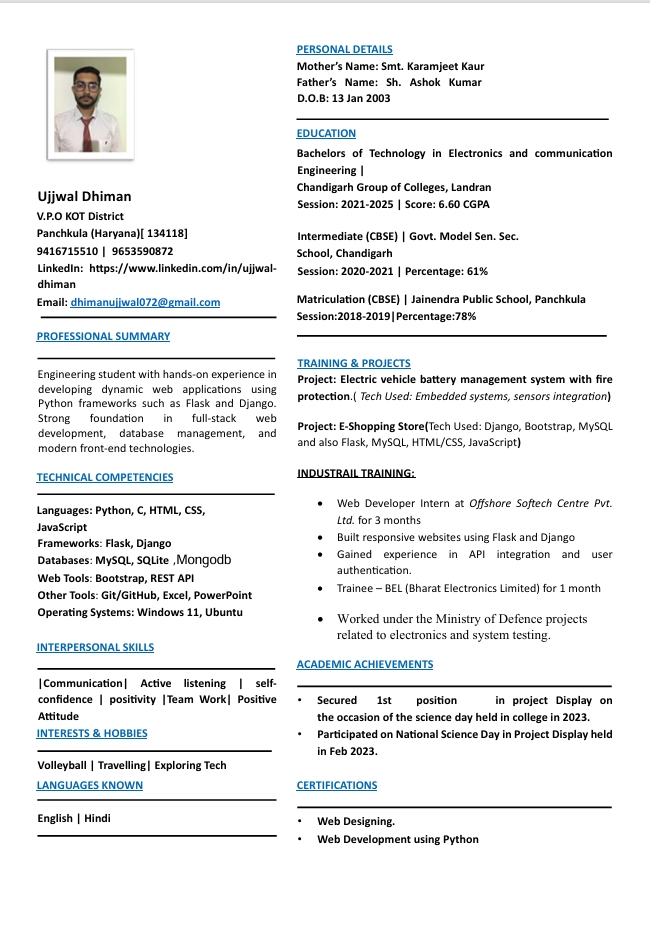 Ujjwal Dhiman
V.P.O KOT District
Panchkula (Haryana)[ 134118]
9416715510 | 9653590872
LinkedIn: https://www.linkedin.com/in/ujjwal-
dhiman
Email: dhimanujjwal072@gmail.com
PROFESSIONAL SUMMARY
Engineering student with hands-on experience in
developing dynamic web applications using
Python frameworks such as Flask and Django.
Strong foundation in full-stack web
development, database management, and
modern front-end technologies.
TECHNICAL COMPETENCIES
Languages: Python, C, HTML, CSS,
JavaScript
Frameworks: Flask, Django
Databases: MySQL, SQLite ,Mongodb
Web Tools: Bootstrap, REST API
Other Tools: Git/GitHub, Excel, PowerPoint
Operating Systems: Windows 11, Ubuntu
INTERPERSONAL SKILLS
|Communication| Active listening | self-
confidence | positivity |Team Work| Positive
Attitude
INTERESTS & HOBBIES
Volleyball | Travelling| Exploring Tech
LANGUAGES KNOWN
English | Hindi
PERSONAL DETAILS
Mother's Name: Smt. Karamjeet Kaur
Father's Name: Sh. Ashok Kumar
D.O.B: 13 Jan 2003
EDUCATION
Bachelors of Technology in Electronics and communication
Engineering |
Chandigarh Group of Colleges, Landran
Session: 2021-2025 | Score: 6.60 CGPA
Intermediate (CBSE) | Govt. Model Sen. Sec.
School, Chandigarh
Session: 2020-2021 | Percentage: 61%
Matriculation (CBSE) | Jainendra Public School, Panchkula
Session:2018-2019|Percentage:78%
TRAINING & PROJECTS
Project: Electric vehicle battery management system with fire
protection.( Tech Used: Embedded systems, sensors integration)
Project: E-Shopping Store(Tech Used: Django, Bootstrap, MySQL
and also Flask, MySQL, HTML/CSS, JavaScript)
INDUSTRAIL TRAINING:
• Web Developer Intern at Offshore Softech Centre Pvt.
Ltd. for 3 months
• Built responsive websites using Flask and Django
• Gained experience in API integration and user
authentication.
• Trainee – BEL (Bharat Electronics Limited) for 1 month
• Worked under the Ministry of Defence projects
related to electronics and system testing.
ACADEMIC ACHIEVEMENTS
• Secured 1st position in project Display on
the occasion of the science day held in college in 2023.
• Participated on National Science Day in Project Display held
in Feb 2023.
CERTIFICATIONS
• Web Designing.
• Web Development using Python